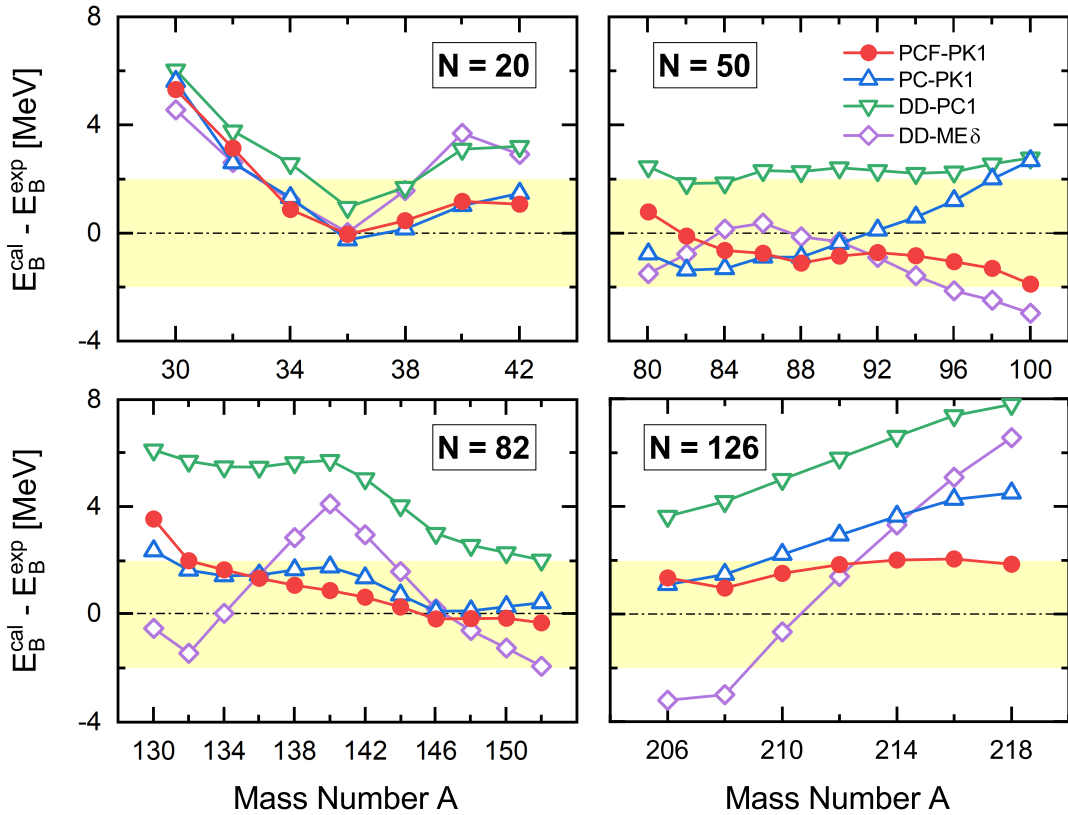 8
4
0
-4
E_B^cal - E_B^exp [MeV]
N = 20
30 34 38 42
N = 50
PCF-PK1
PC-PK1
DD-PC1
DD-MEδ
80 84 88 92 96 100
8
4
0
-4
E_B^cal - E_B^exp [MeV]
N = 82
130 134 138 142 146 150
Mass Number A
N = 126
206 210 214 218
Mass Number A